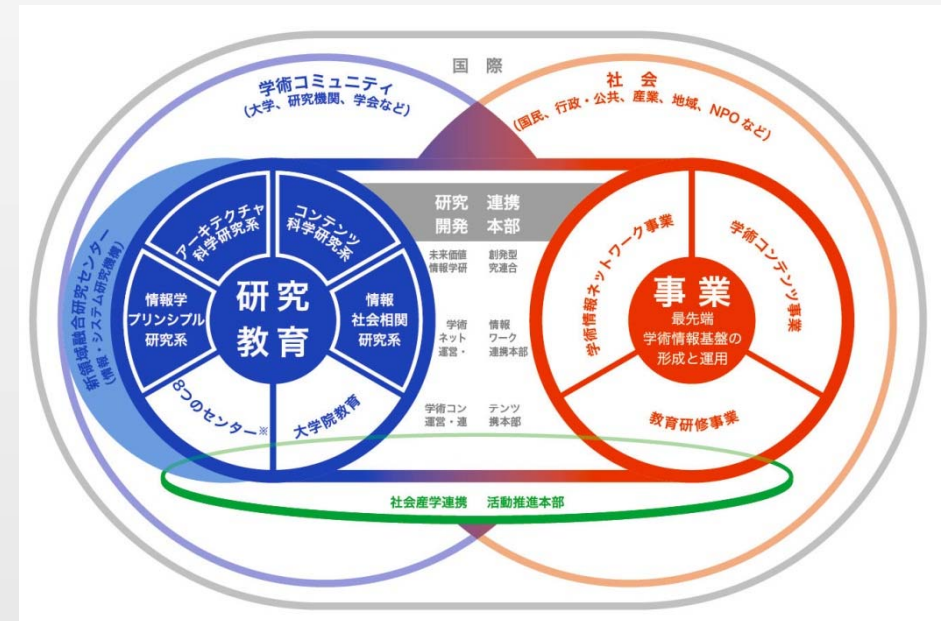 国 際
学術コミュニティ
(大学、研究機関、学会など)
社 会
(国民、行政・公共、産業、地域、NPO など)
新領域融合研究センター
(情報・システム研究機構)
アーキテクチャ
科学研究系
コンテンツ
科学研究系
情報学
プリンシプル
研究系
情報
社会相関
研究系
8つのセンター※
大学院教育
研 究
教 育
研究 連携
開発 本部
未来価値 創発型
情報学研 究連合
学術 情報
ネット ワーク
運営・ 連携本部
学術コン テンツ
運営・連 携本部
学術情報ネットワーク事業
学術コンテンツ事業
教育研修事業
事 業
最先端
学術情報基盤の
形成と運用
社会産学連携 活動推進本部